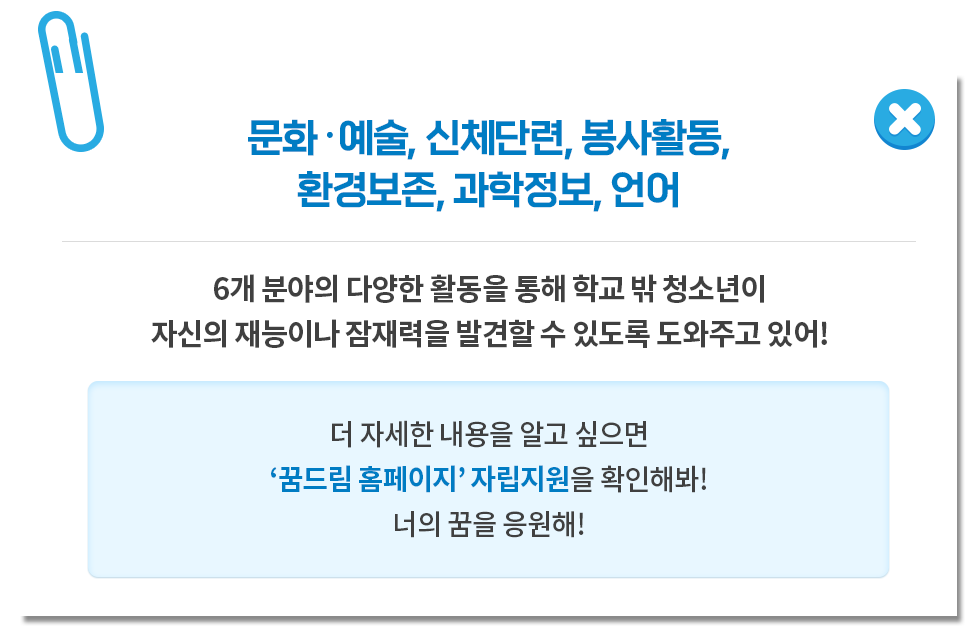 문화·예술, 신체단련, 봉사활동,
환경보존, 과학정보, 언어
6개 분야의 다양한 활동을 통해 학교 밖 청소년이
자신의 재능이나 잠재력을 발견할 수 있도록 도와주고 있어!
더 자세한 내용을 알고 싶으면
‘꿈드림 홈페이지’ 자립지원을 확인해봐!
너의 꿈을 응원해!